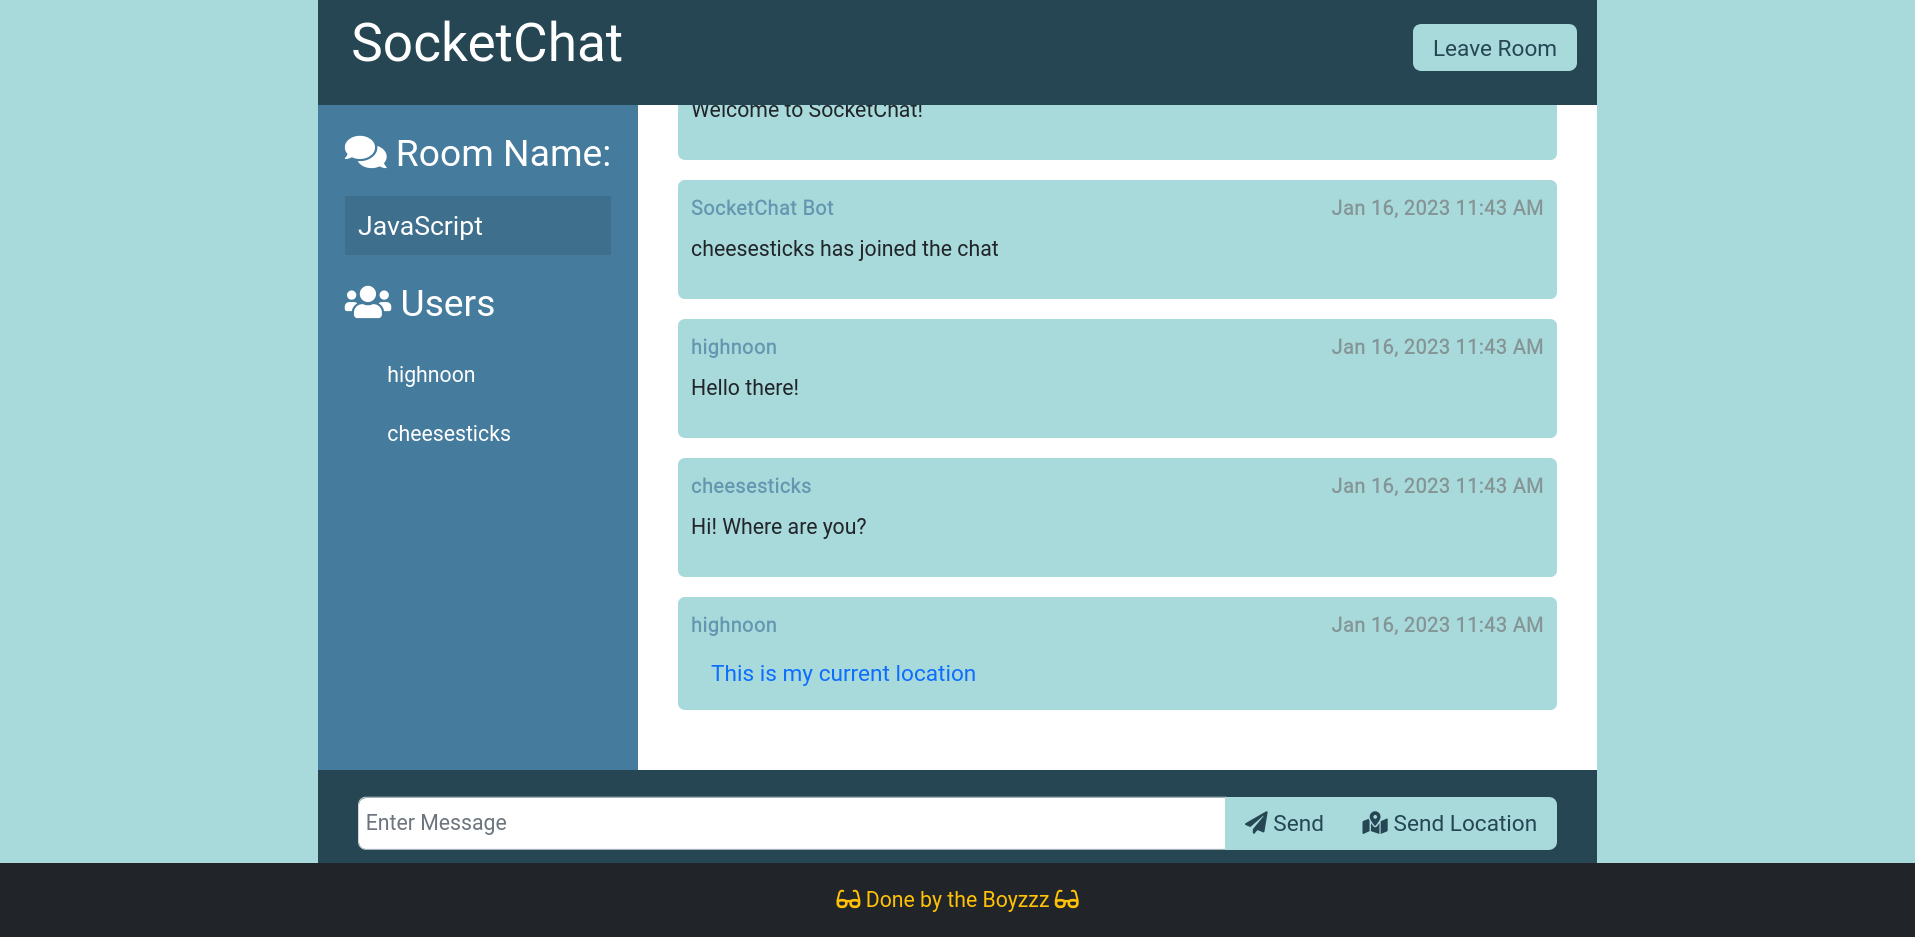 SocketChat
Leave Room
Room Name:
JavaScript
Users
highnoon
cheesesticks
Welcome to SocketChat!
SocketChat Bot Jan 16, 2023 11:43 AM
cheesesticks has joined the chat
highnoon Jan 16, 2023 11:43 AM
Hello there!
cheesesticks Jan 16, 2023 11:43 AM
Hi! Where are you?
highnoon Jan 16, 2023 11:43 AM
This is my current location
Enter Message Send Send Location
Done by the Boyzzz